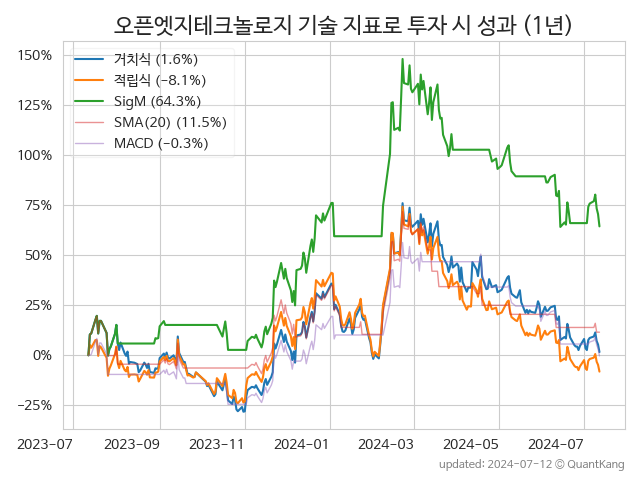 오픈엣지테크놀로지 기술 지표로 투자 시 성과 (1년)
150%
125%
100%
75%
50%
25%
0%
−25%
거치식 (1.6%)
적립식 (−8.1%)
SigM (64.3%)
SMA(20) (11.5%)
MACD (−0.3%)
2023-07
2023-09
2023-11
2024-01
2024-03
2024-05
2024-07
updated: 2024-07-12 © QuantKang